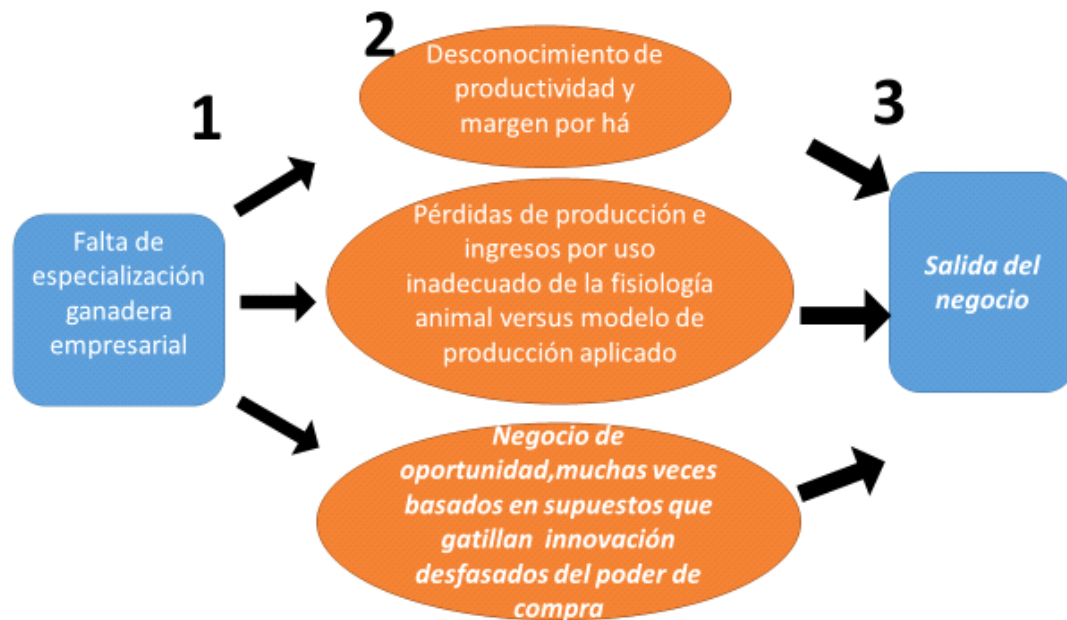 1
Falta de
especialización
ganadera
empresarial
2
Desconocimiento de
productividad y
margen por há
Pérdidas de producción e
ingresos por uso
inadecuado de la fisiología
animal versus modelo de
producción aplicado
Negocio de
oportunidad,muchas veces
basados en supuestos que
gatillan innovación
desfasados del poder de
compra
3
Salida del
negocio